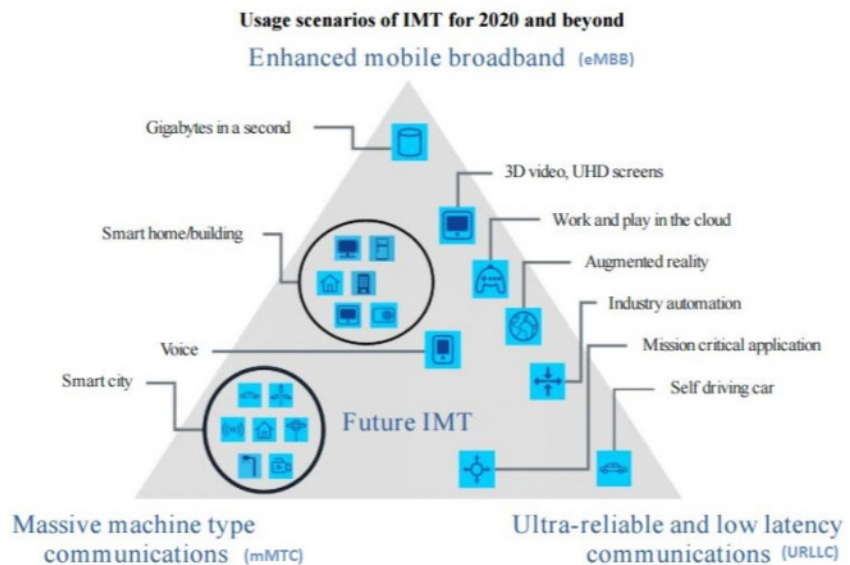 Usage scenarios of IMT for 2020 and beyond
Enhanced mobile broadband (eMBB)
Gigabytes in a second
3D video, UHD screens
Work and play in the cloud
Smart home/building
Augmented reality
Industry automation
Mission critical application
Voice
Smart city
Self driving car
Future IMT
Massive machine type
communications (mMTC)
Ultra-reliable and low latency
communications (URLLC)